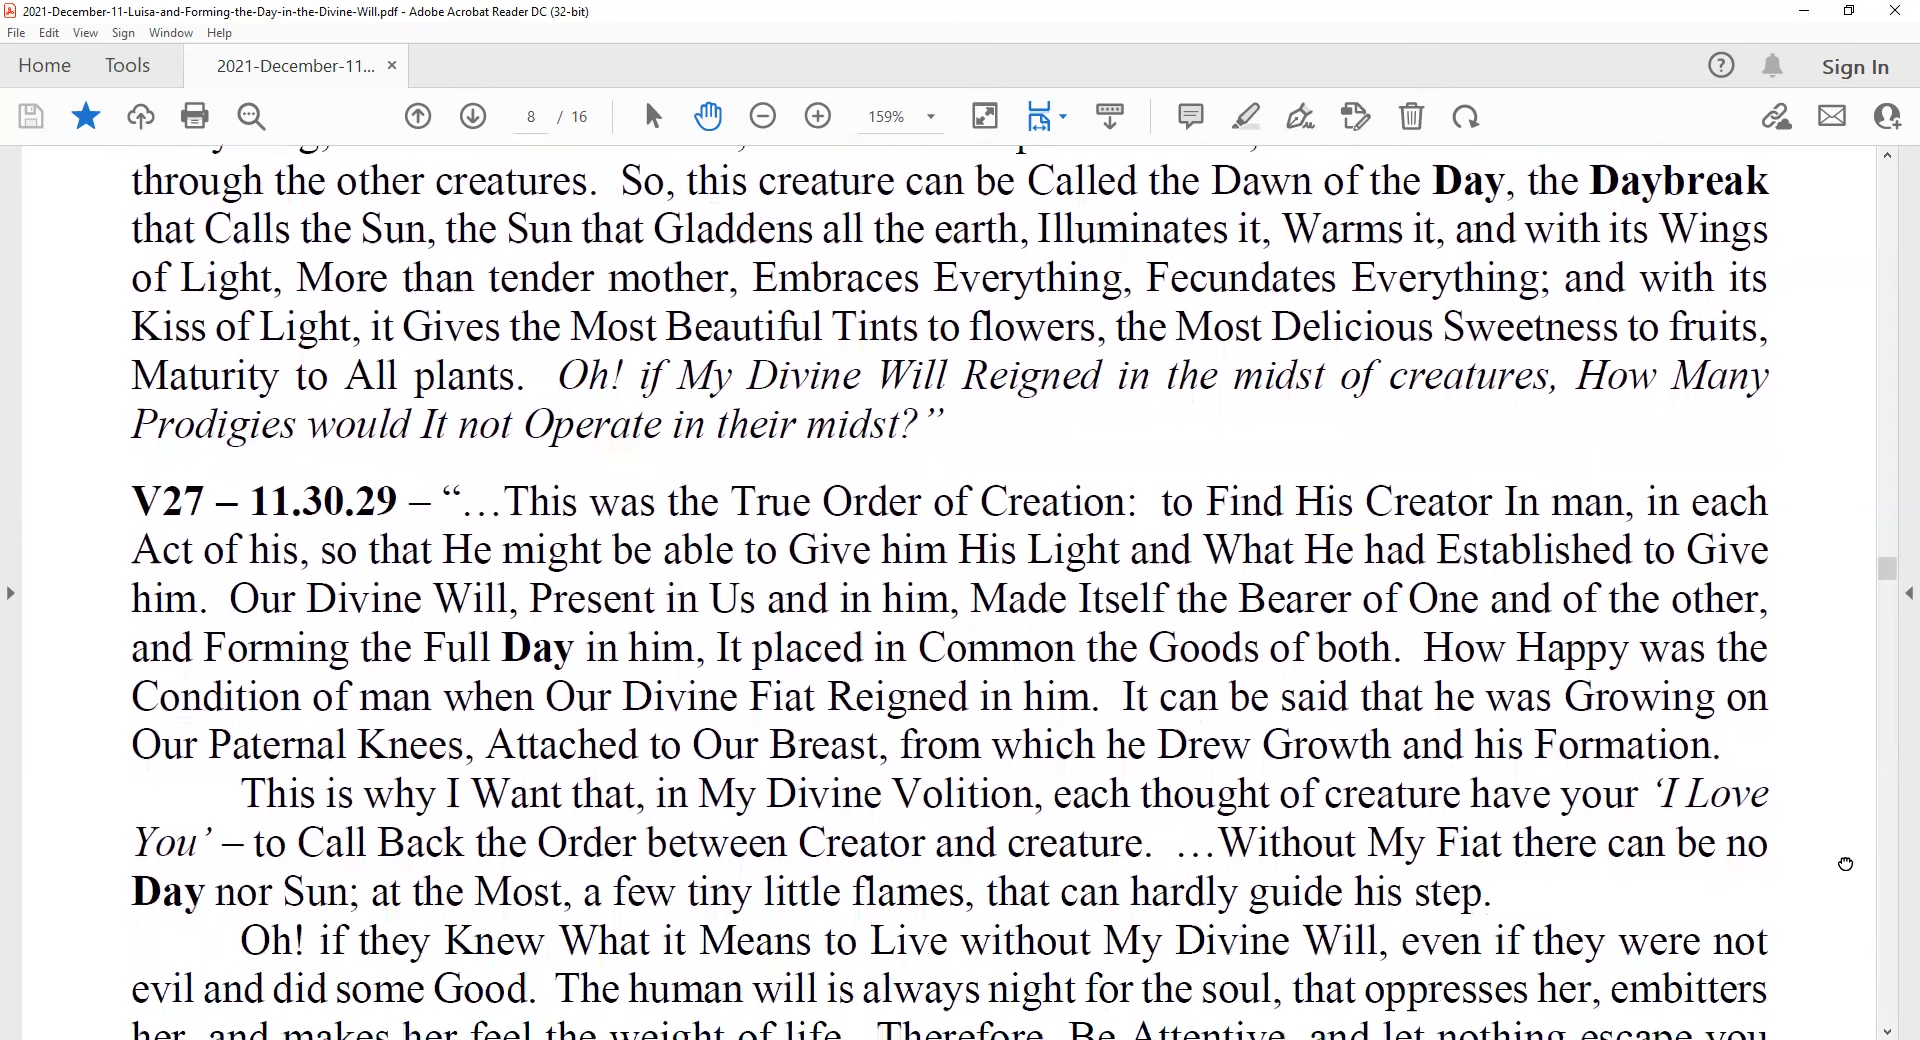 2021-December-11-Luisa-and-Forming-the-Day-in-the-Divine-Will.pdf - Adobe Acrobat Reader DC (32-bit)
File Edit View Sign Window Help
Home Tools 2021-December-11... × Sign In
8 / 16 159%
through the other creatures. So, this creature can be Called the Dawn of the Day, the Daybreak
that Calls the Sun, the Sun that Gladdens all the earth, Illuminates it, Warms it, and with its Wings
of Light, More than tender mother, Embraces Everything, Fecundates Everything; and with its
Kiss of Light, it Gives the Most Beautiful Tints to flowers, the Most Delicious Sweetness to fruits,
Maturity to All plants. Oh! if My Divine Will Reigned in the midst of creatures, How Many
Prodigies would It not Operate in their midst?”
V27 – 11.30.29 – “…This was the True Order of Creation: to Find His Creator In man, in each
Act of his, so that He might be able to Give him His Light and What He had Established to Give
him. Our Divine Will, Present in Us and in him, Made Itself the Bearer of One and of the other,
and Forming the Full Day in him, It placed in Common the Goods of both. How Happy was the
Condition of man when Our Divine Fiat Reigned in him. It can be said that he was Growing on
Our Paternal Knees, Attached to Our Breast, from which he Drew Growth and his Formation.
This is why I Want that, in My Divine Volition, each thought of creature have your ‘I Love
You’ – to Call Back the Order between Creator and creature. …Without My Fiat there can be no
Day nor Sun; at the Most, a few tiny little flames, that can hardly guide his step.
Oh! if they Knew What it Means to Live without My Divine Will, even if they were not
evil and did some Good. The human will is always night for the soul, that oppresses her, embitters
her, and makes her feel the weight of life. Therefore, Be Attentive, and let nothing escape you